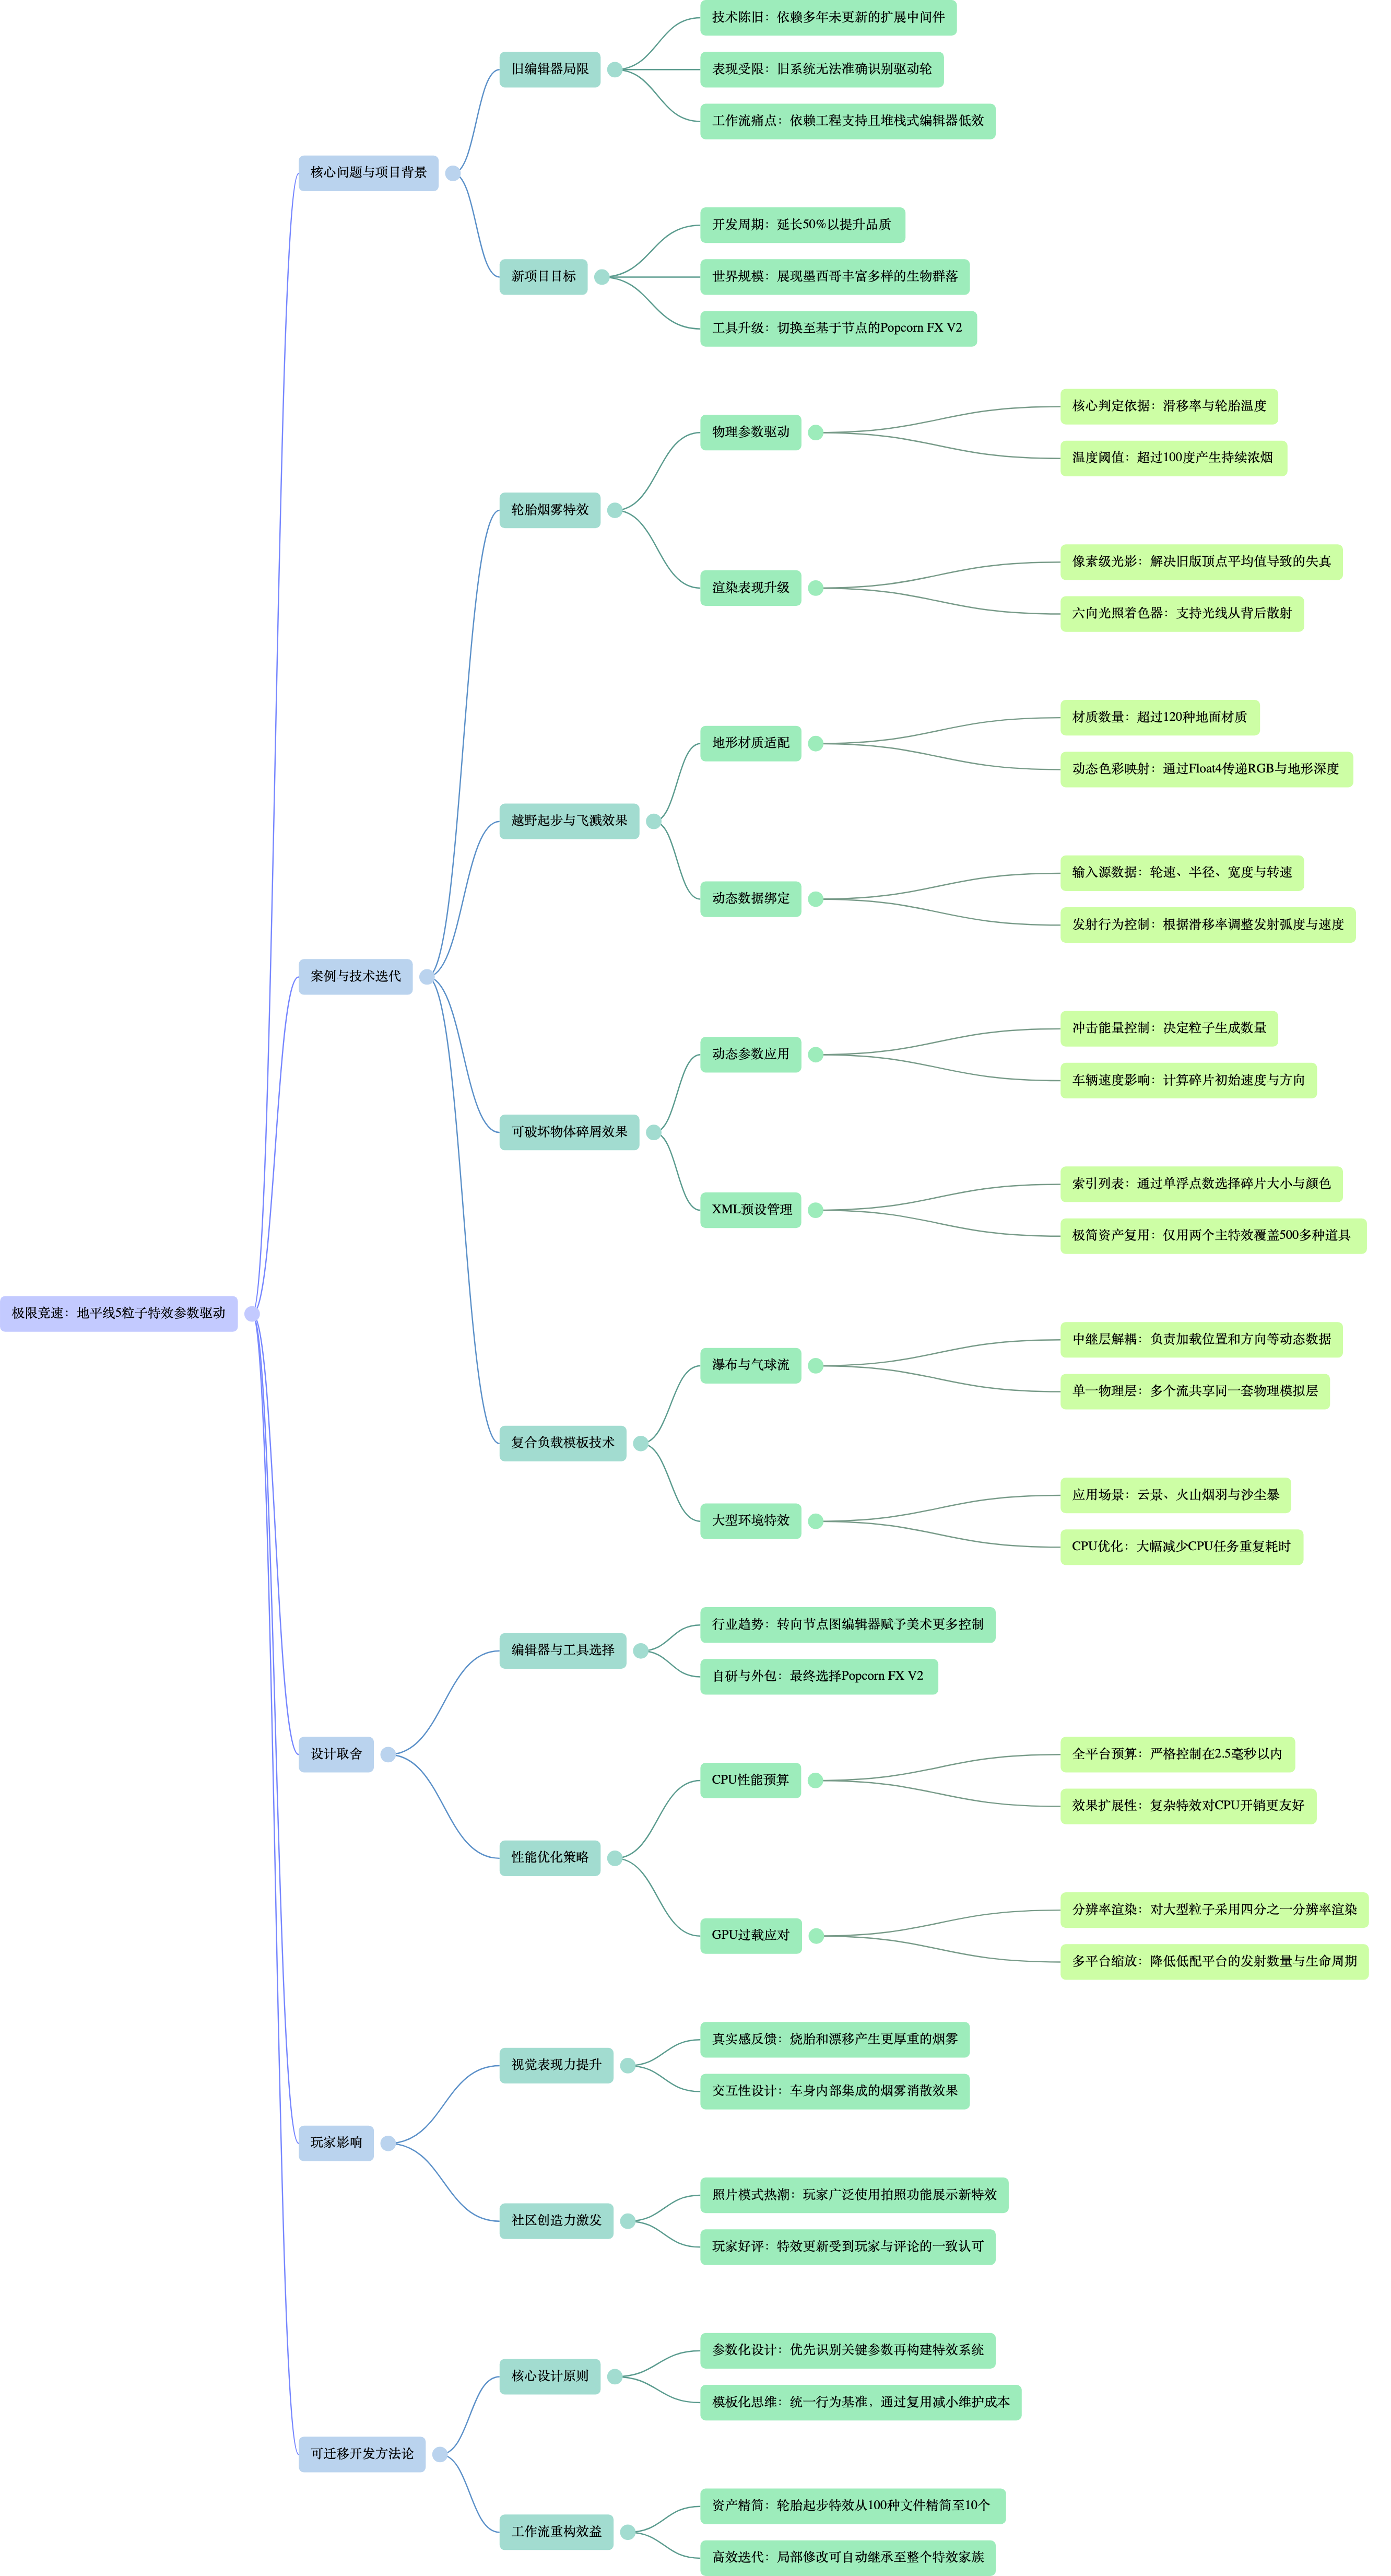 极限竞速：地平线5粒子特效参数驱动
核心问题与项目背景
旧编辑器局限
技术陈旧：依赖多年未更新的扩展中间件
表现受限：旧系统无法准确识别驱动轮
工作流痛点：依赖工程支持且堆栈式编辑器低效
新项目目标
开发周期：延长50%以提升品质
世界规模：展现墨西哥丰富多样的生物群落
工具升级：切换至基于节点的Popcorn FX V2
案例与技术迭代
轮胎烟雾特效
物理参数驱动
核心判定依据：滑移率与轮胎温度
温度阈值：超过100度产生持续浓烟
渲染表现升级
像素级光影：解决旧版顶点平均值导致的失真
六向光照着色器：支持光线从背后散射
越野起步与飞溅效果
地形材质适配
材质数量：超过120种地面材质
动态色彩映射：通过Float4传递RGB与地形深度
动态数据绑定
输入源数据：轮速、半径、宽度与转速
发射行为控制：根据滑移率调整发射弧度与速度
可破坏物体碎屑效果
动态参数应用
冲击能量控制：决定粒子生成数量
车辆速度影响：计算碎片初始速度与方向
XML预设管理
索引列表：通过单浮点数选择碎片大小与颜色
极简资产复用：仅用两个主特效覆盖500多种道具
复合负载模板技术
瀑布与气球流
中继层解耦：负责加载位置和方向等动态数据
单一物理层：多个流共享同一套物理模拟层
大型环境特效
应用场景：云景、火山烟羽与沙尘暴
CPU优化：大幅减少CPU任务重复耗时
设计取舍
编辑器与工具选择
行业趋势：转向节点图编辑器赋予美术更多控制
自研与外包：最终选择Popcorn FX V2
性能优化策略
CPU性能预算
全平台预算：严格控制在2.5毫秒以内
效果扩展性：复杂特效对CPU开销更友好
GPU过载应对
分辨率渲染：对大型粒子采用四分之一分辨率渲染
多平台缩放：降低低配平台的发射数量与生命周期
玩家影响
视觉表现力提升
真实感反馈：烧胎和漂移产生更厚重的烟雾
交互性设计：车身内部集成的烟雾消散效果
社区创造力激发
照片模式热潮：玩家广泛使用拍照功能展示新特效
玩家好评：特效更新受到玩家与评论的一致认可
可迁移开发方法论
核心设计原则
参数化设计：优先识别关键参数再构建特效系统
模板化思维：统一行为基准，通过复用减小维护成本
工作流重构效益
资产精简：轮胎起步特效从100种文件精简至10个
高效迭代：局部修改可自动继承至整个特效家族